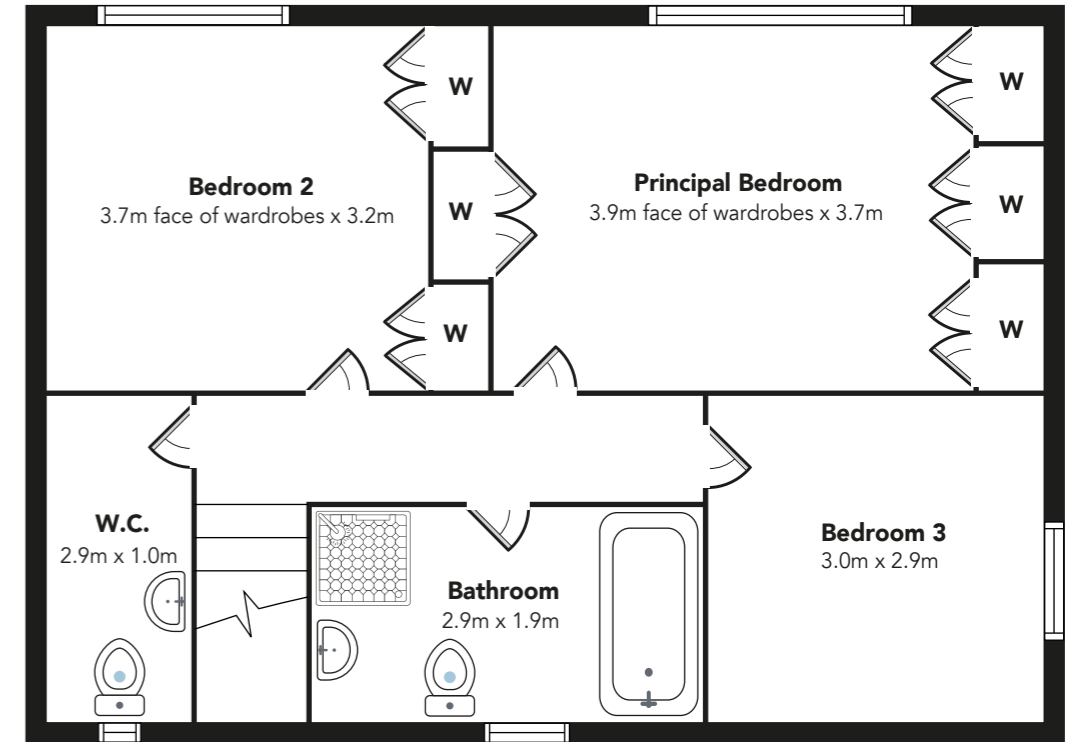 W
W
Bedroom 2
3.7m face of wardrobes x 3.2m
W
Principal Bedroom
3.9m face of wardrobes x 3.7m
W
W
W
W.C.
2.9m x 1.0m
Bathroom
2.9m x 1.9m
Bedroom 3
3.0m x 2.9m